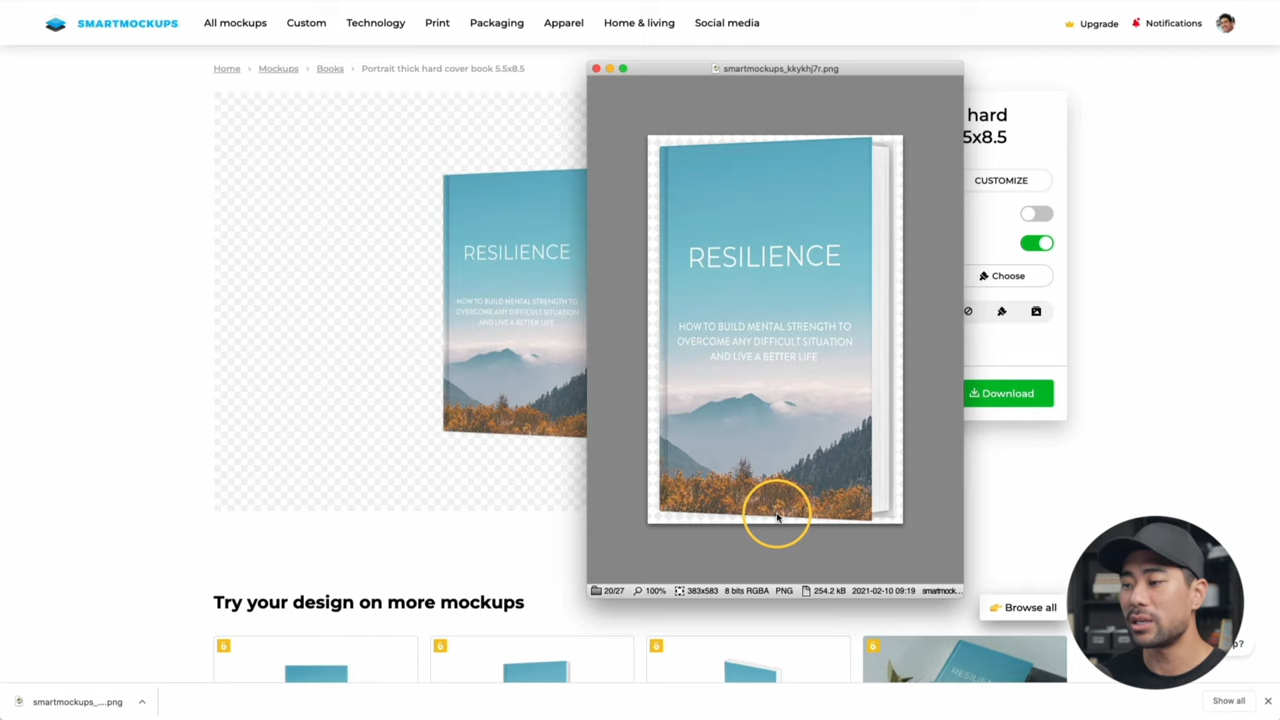 SMARTMOCKUPS
All mockups Custom Technology Print Packaging Apparel Home & living Social media
Upgrade Notifications
Home > Mockups > Books > Portrait thick hard cover book 5.5x8.5
smartmockups_kkykhj7r.png
hard
5x8.5
CUSTOMIZE
Choose
Download
RESILIENCE
HOW TO BUILD MENTAL STRENGTH TO
OVERCOME ANY DIFFICULT SITUATION
AND LIVE A BETTER LIFE
RESILIENCE
HOW TO BUILD MENTAL STRENGTH TO
OVERCOME ANY DIFFICULT SITUATION
AND LIVE A BETTER LIFE
20/27 100% 383x583 8 bits RGBA PNG 254.2 kB 2021-02-10 09:19 smartmock...
Try your design on more mockups
Browse all
p?
RESILIENCE
smartmockups_....png
Show all